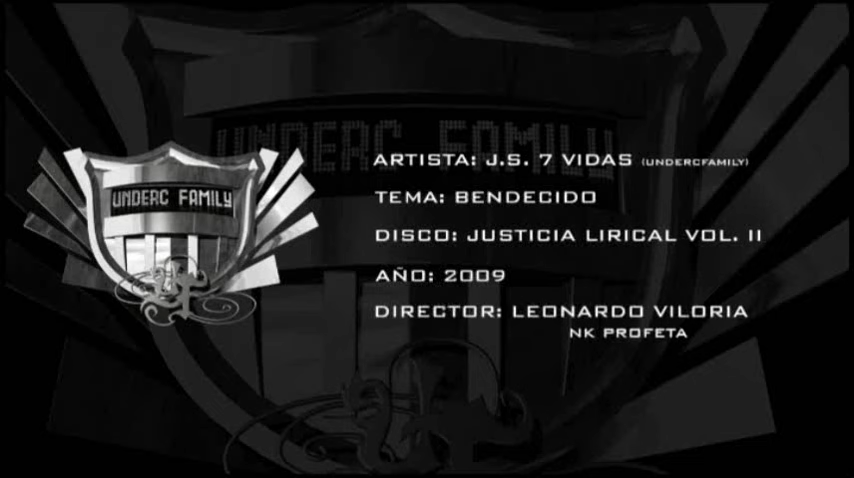 UNDERC FAMILY
UNDERC FAMILY
ARTISTA: J.S. 7 VIDAS (UNDERCFAMILY)
TEMA: BENDECIDO
DISCO: JUSTICIA LIRICAL VOL. II
AÑO: 2009
DIRECTOR: LEONARDO VILORIA
NK PROFETA